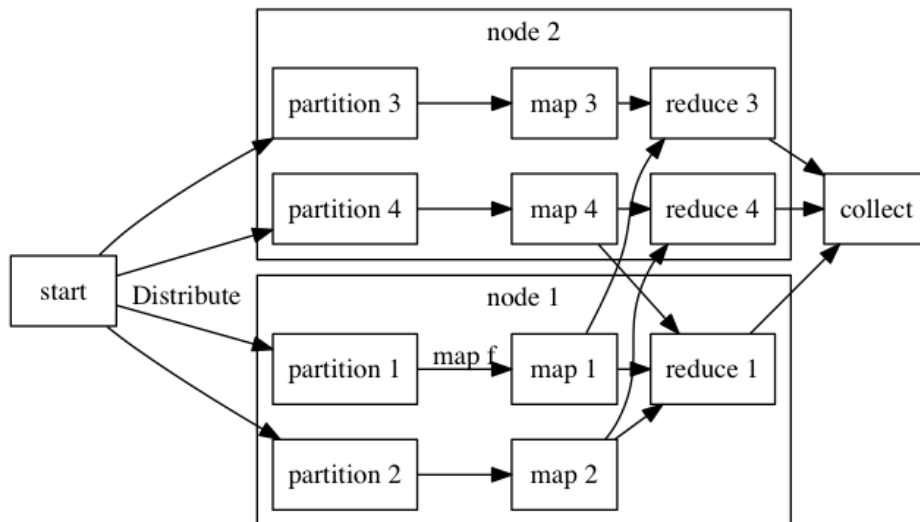 node 2
partition 3
map 3
reduce 3
partition 4
map 4
reduce 4
collect
start
Distribute
node 1
partition 1
map f
map 1
reduce 1
partition 2
map 2